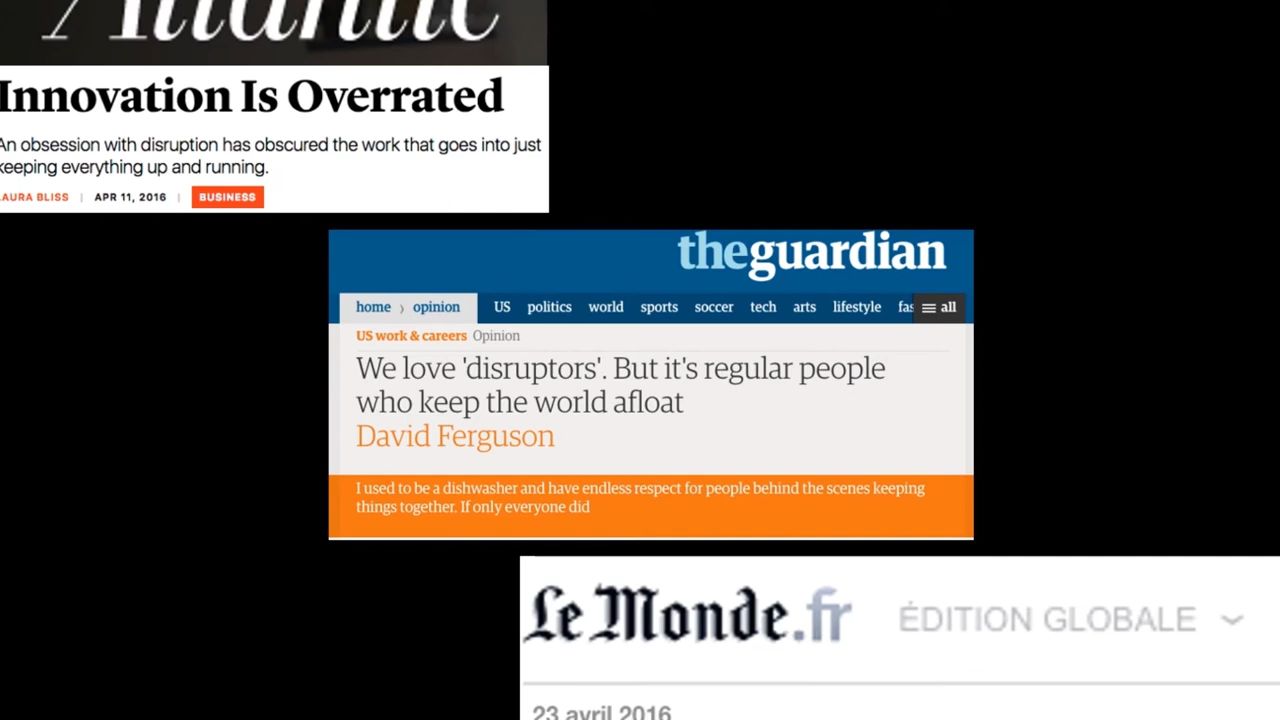 Atlantic
Innovation Is Overrated
An obsession with disruption has obscured the work that goes into just
keeping everything up and running.
LAURA BLISS | APR 11, 2016 | BUSINESS
theguardian
home › opinion US politics world sports soccer tech arts lifestyle fas ≡ all
US work & careers Opinion
We love 'disruptors'. But it's regular people
who keep the world afloat
David Ferguson
I used to be a dishwasher and have endless respect for people behind the scenes keeping
things together. If only everyone did
Le Monde.fr ÉDITION GLOBALE
23 avril 2016